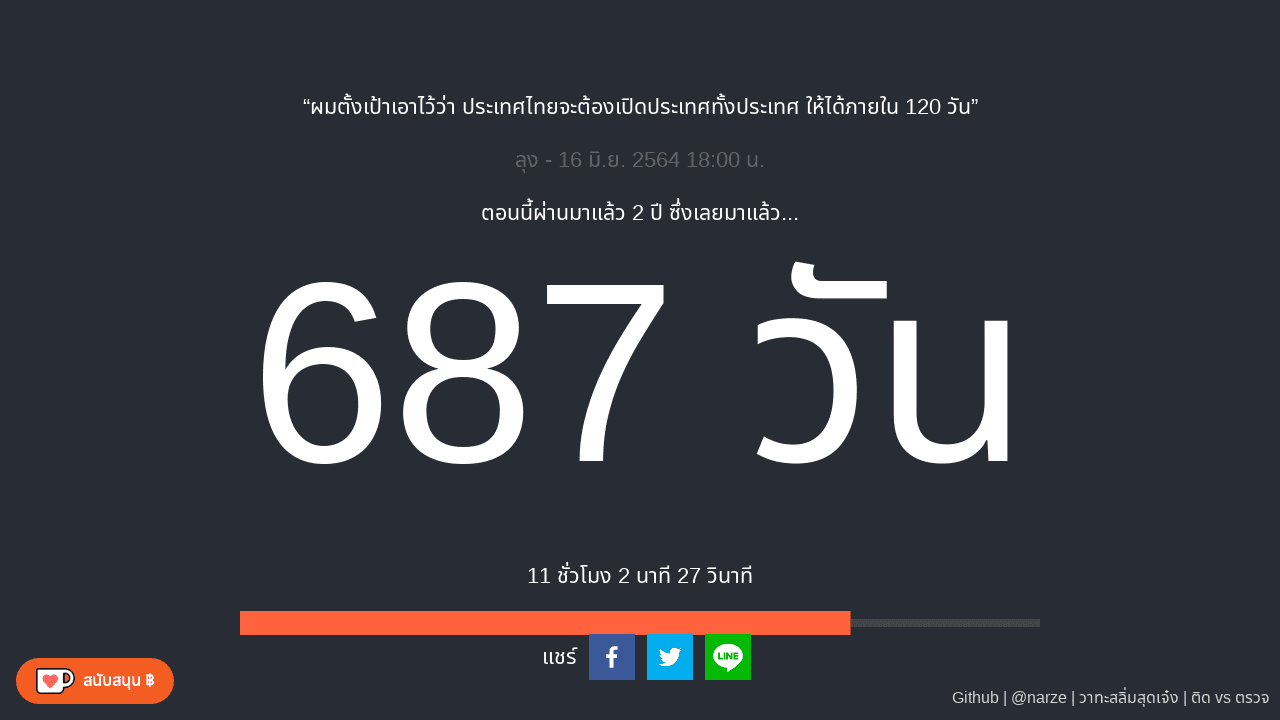 “ผมตั้งเป้าเอาไว้ว่า ประเทศไทยจะต้องเปิดประเทศทั้งประเทศ ให้ได้ภายใน 120 วัน”
ลุง - 16 มิ.ย. 2564 18:00 น.
ตอนนี้ผ่านมาแล้ว 2 ปี ซึ่งเลยมาแล้ว...
687 วัน
11 ชั่วโมง 2 นาที 27 วินาที
แชร์
LINE
สนับสนุน ฿
Github | @narze | วาทะสลิ่มสุดเจ๋ง | ติด vs ตรวจ